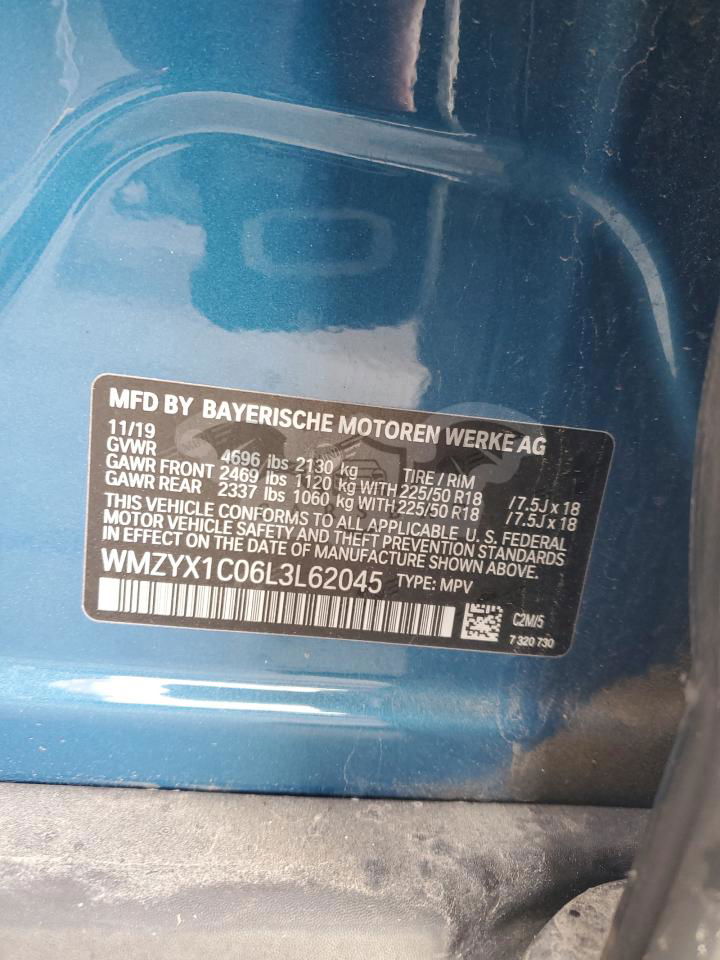 MFD BY BAYERISCHE MOTOREN WERKE AG
11/19
GVWR 4696 lbs 2130 kg TIRE / RIM
GAWR FRONT 2469 lbs 1120 kg WITH 225/50 R18 /7.5J x 18
GAWR REAR 2337 lbs 1060 kg WITH 225/50 R18 /7.5J x 18
THIS VEHICLE CONFORMS TO ALL APPLICABLE U. S. FEDERAL
MOTOR VEHICLE SAFETY AND THEFT PREVENTION STANDARDS
IN EFFECT ON THE DATE OF MANUFACTURE SHOWN ABOVE.
WMZYX1C06L3L62045 TYPE: MPV
C2M/5
7 320 730